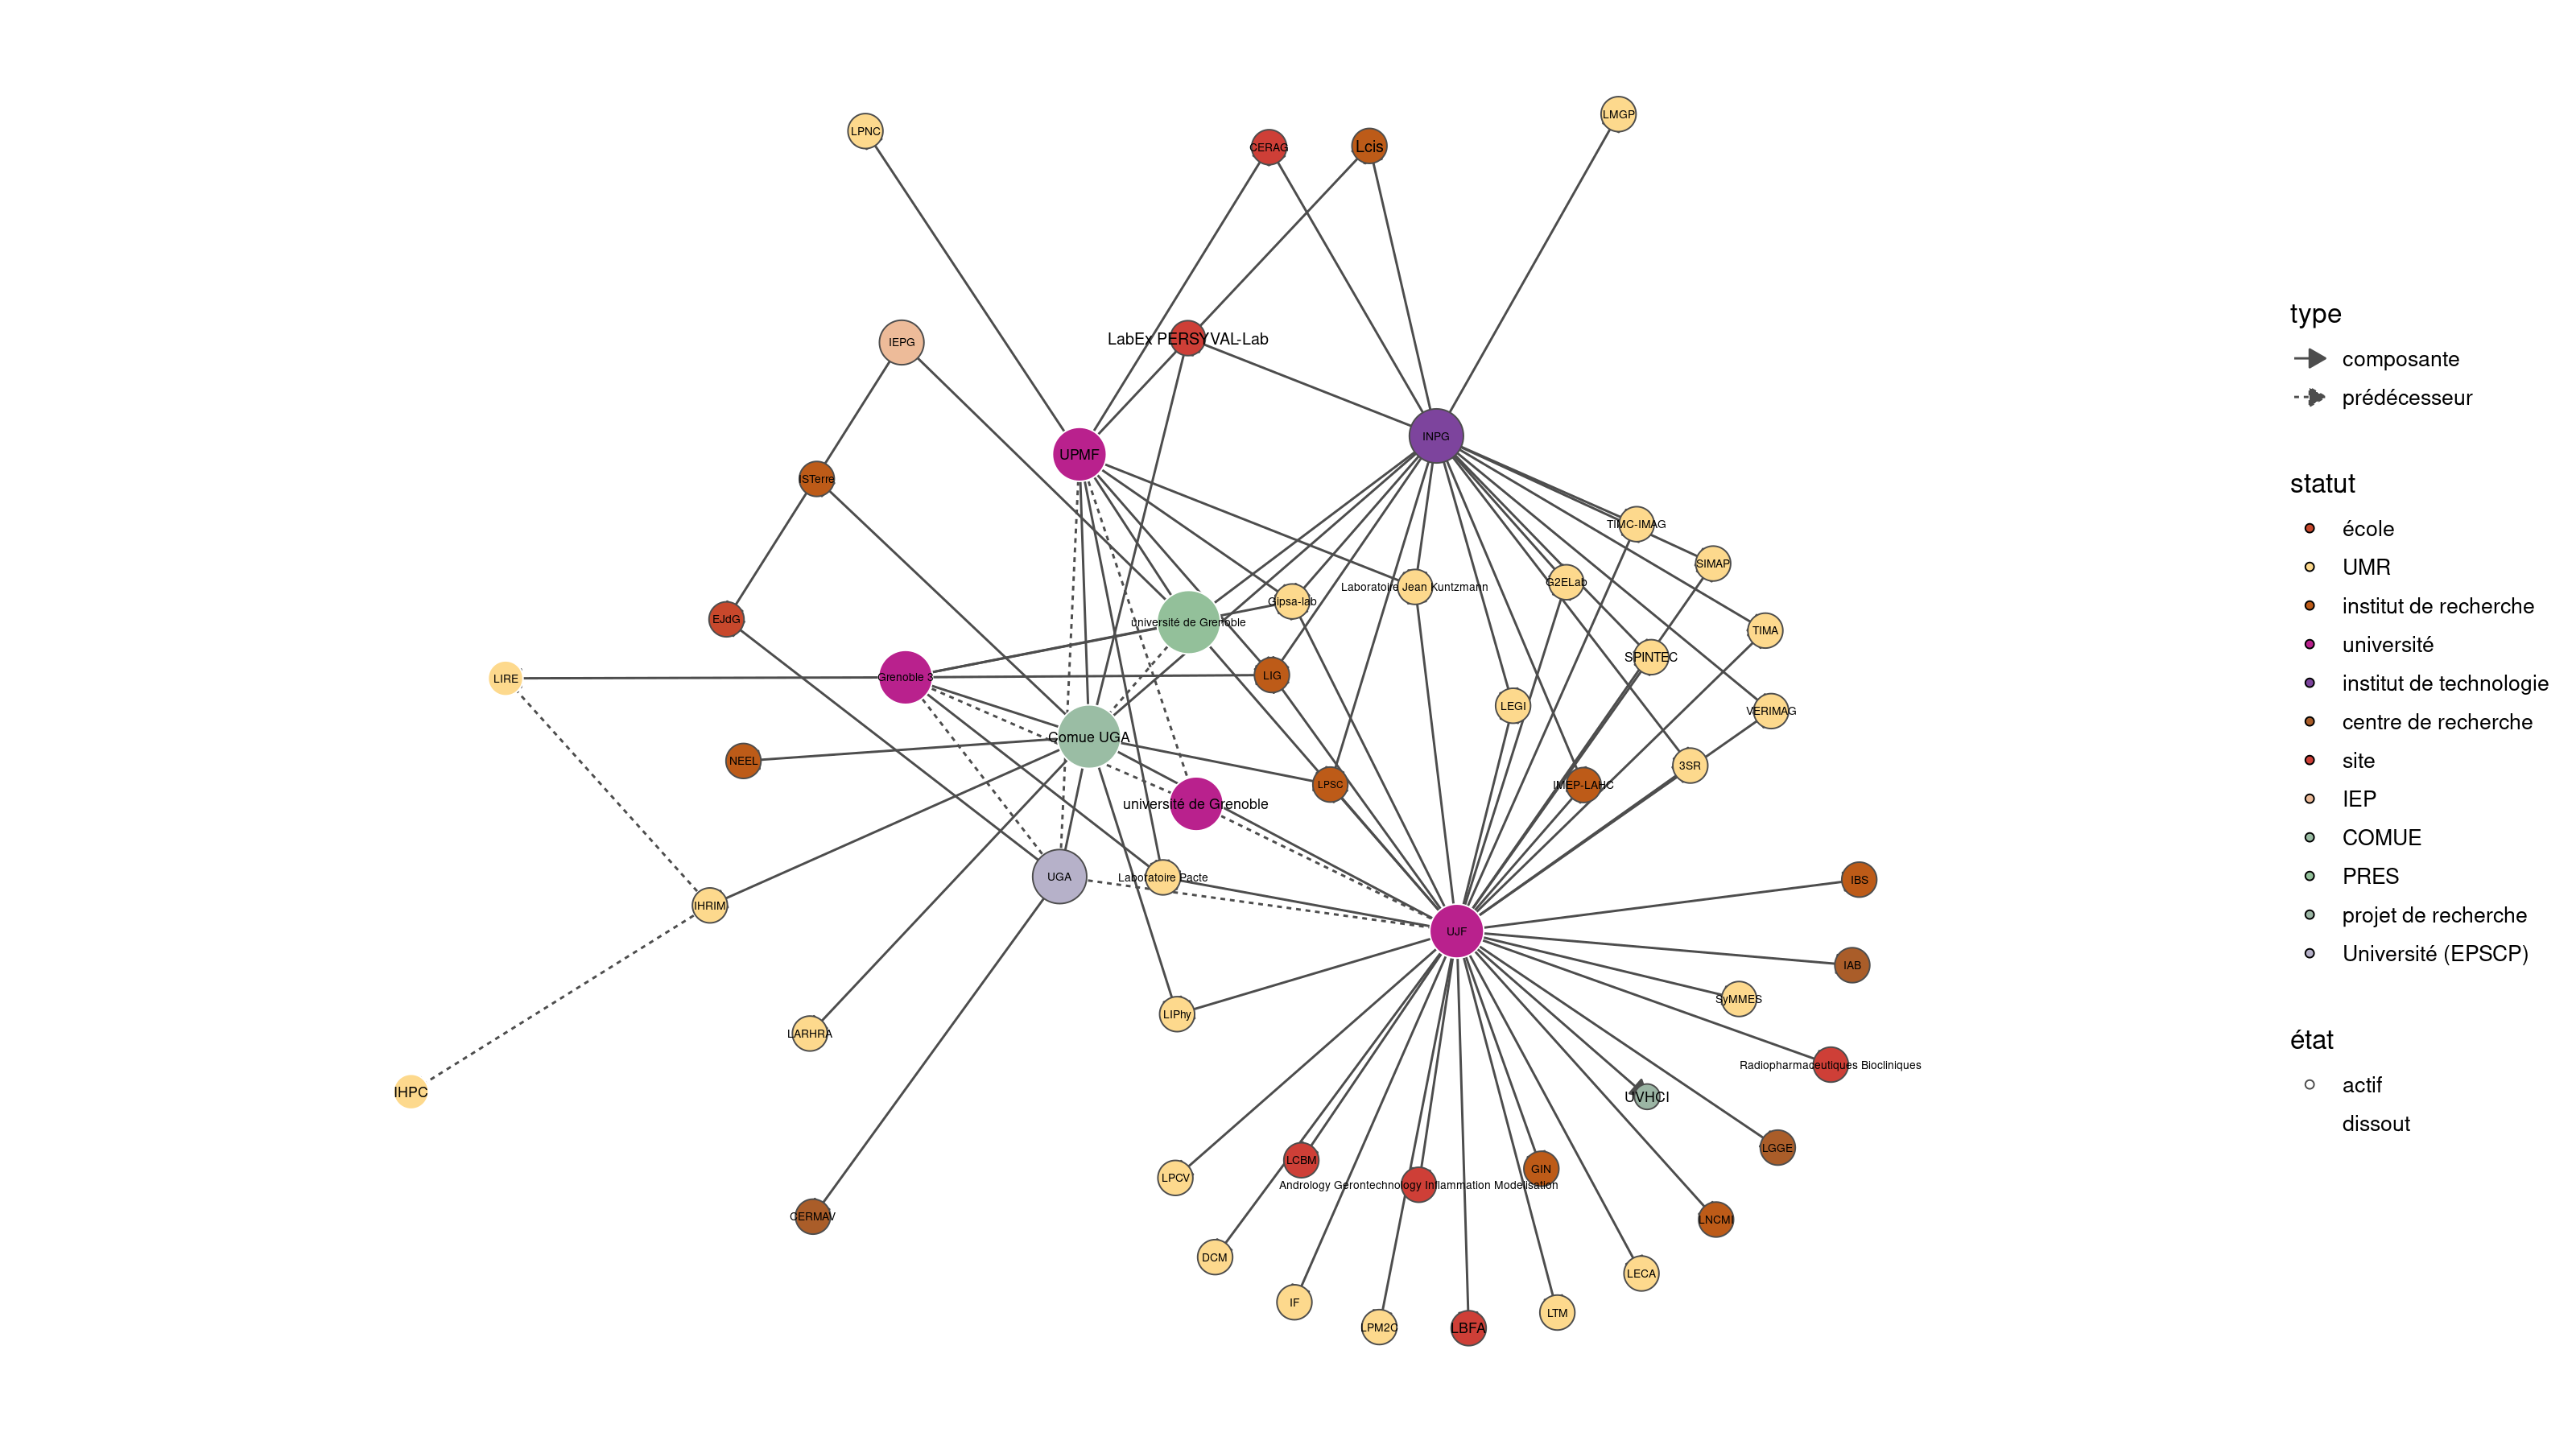 LMGP
LPNC
CERAG
Lcis
LabEx PERSYVAL-Lab
IEPG
INPG
UPMF
ISTerre
TIMC-IMAG
SIMAP
G2ELab
Laboratoire Jean Kuntzmann
Gipsa-lab
EJdG
université de Grenoble
TIMA
SPINTEC
LIRE
Grenoble 3
LIG
LEGI
VERIMAG
Comue UGA
NEEL
3SR
LPSC
IMEP-LAHC
université de Grenoble
UGA
Laboratoire Pacte
IBS
IHRIM
UJF
IAB
SyMMES
LIPhy
LARHRA
Radiopharmaceutiques Biocliniques
IHPC
UVHCI
LGGE
LCBM
GIN
LPCV
Andrology Gerontechnology Inflammation Modelisation
CERMAV
LNCMI
DCM
LECA
IF
LTM
LPM2C
LBFA
type
composante
prédécesseur
statut
école
UMR
institut de recherche
université
institut de technologie
centre de recherche
site
IEP
COMUE
PRES
projet de recherche
Université (EPSCP)
état
actif
dissout